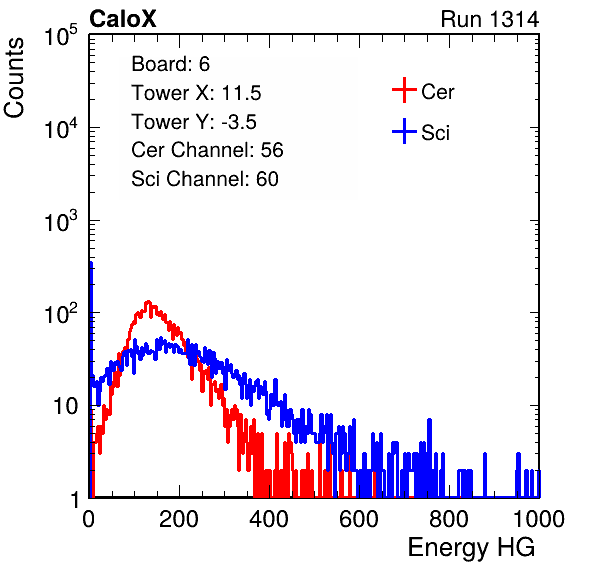 CaloX Run 1314
Counts
Board: 6
Tower X: 11.5
Tower Y: -3.5
Cer Channel: 56
Sci Channel: 60
Cer
Sci
10^5
10^4
10^3
10^2
10
1
0 200 400 600 800 1000
Energy HG